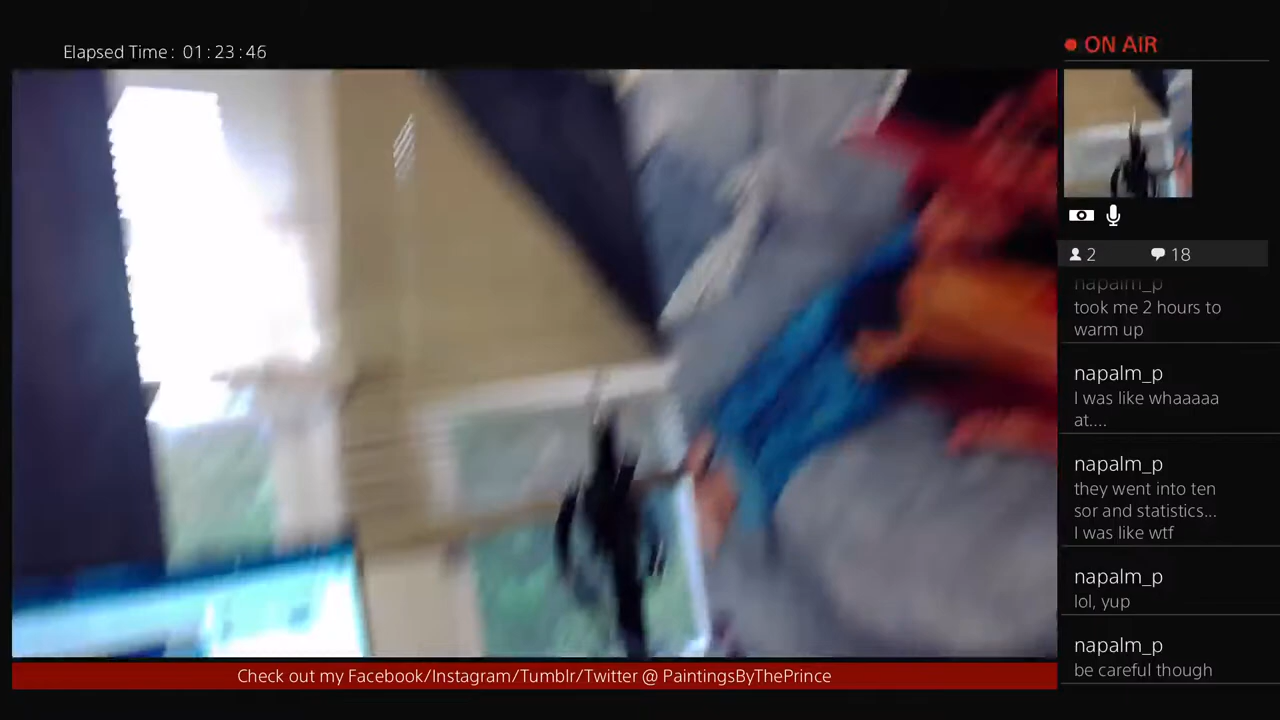 Elapsed Time: 01:23:46
ON AIR
2 18
napalm_p
took me 2 hours to
warm up
napalm_p
I was like whaaaaa
at....
napalm_p
they went into ten
sor and statistics...
I was like wtf
napalm_p
lol, yup
napalm_p
be careful though
Check out my Facebook/Instagram/Tumblr/Twitter @ PaintingsByThePrince